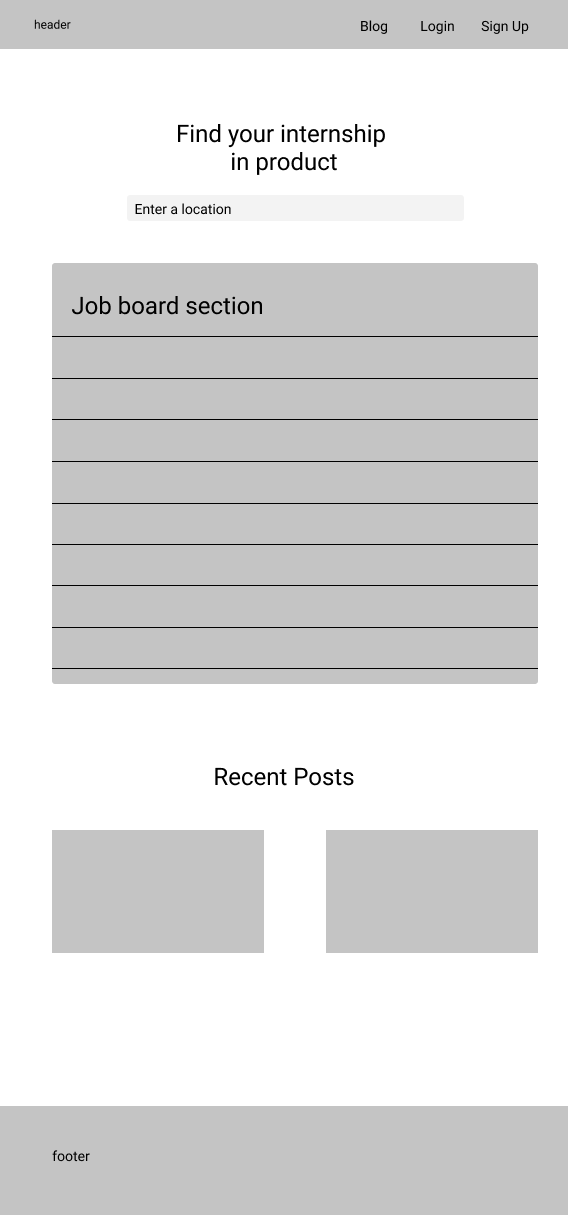 header
Blog Login Sign Up
Find your internship
in product
Enter a location
Job board section
Recent Posts
footer